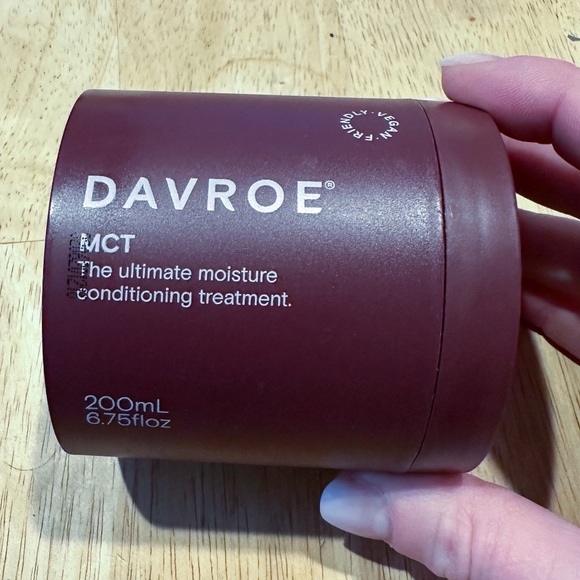 FRIENDLY · VEGAN ·
DAVROE®
MCT
The ultimate moisture
conditioning treatment.
200mL
6.75floz